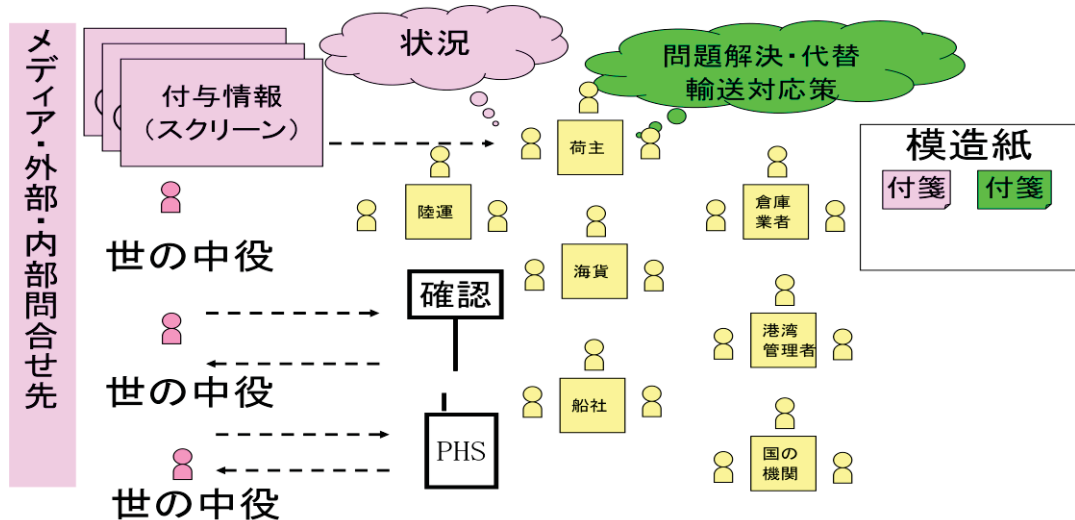 メディア・外部・内部問合せ先
付与情報
（スクリーン）
状況
問題解決・代替
輸送対応策
荷主
模造紙
付箋
付箋
陸運
倉庫
業者
世の中役
海貨
確認
港湾
管理者
世の中役
船社
PHS
国の
機関
世の中役